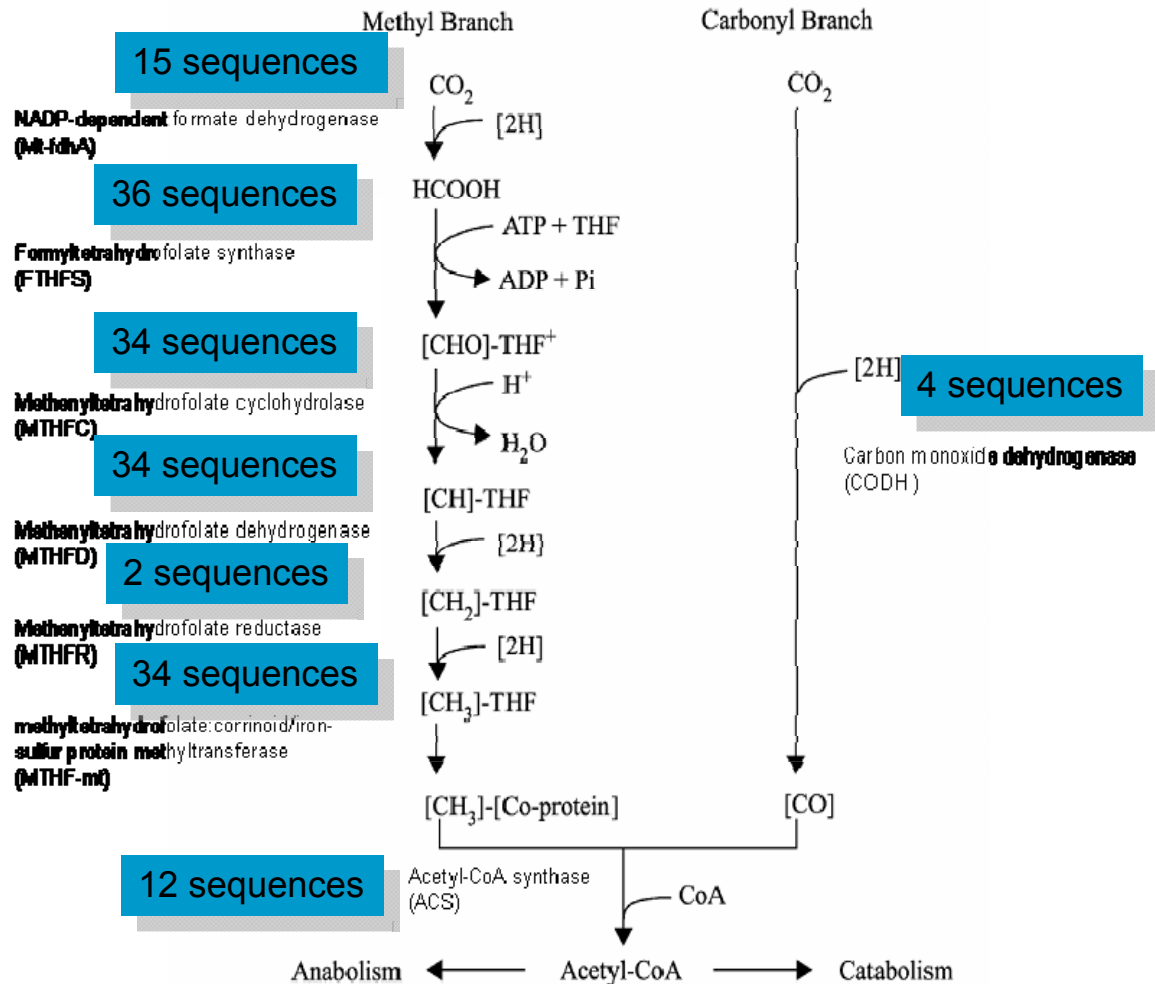 Methyl Branch
Carbonyl Branch
15 sequences
CO₂
CO₂
NADP-dependent formate dehydrogenase
(Mt-fdhA)
[2H]
36 sequences
HCOOH
ATP + THF
Formyltetrahydrofolate synthase
(FTHFS)
ADP + Pi
34 sequences
[CHO]-THF⁺
[2H]
4 sequences
H⁺
Methenyltetrahydrofolate cyclohydrolase
(MTHFC)
H₂O
Carbon monoxide dehydrogenase
(CODH)
34 sequences
[CH]-THF
Methenyltetrahydrofolate dehydrogenase
(MTHFD)
{2H}
2 sequences
[CH₂]-THF
Methenyltetrahydrofolate reductase
(MTHFR)
[2H]
34 sequences
[CH₃]-THF
methyltetrahydrofolate:corrinoid/iron-
sulfur protein methyltransferase
(MTHF-mt)
[CH₃]-[Co-protein]
[CO]
12 sequences
Acetyl-CoA synthase
(ACS)
CoA
Anabolism
Acetyl-CoA
Catabolism